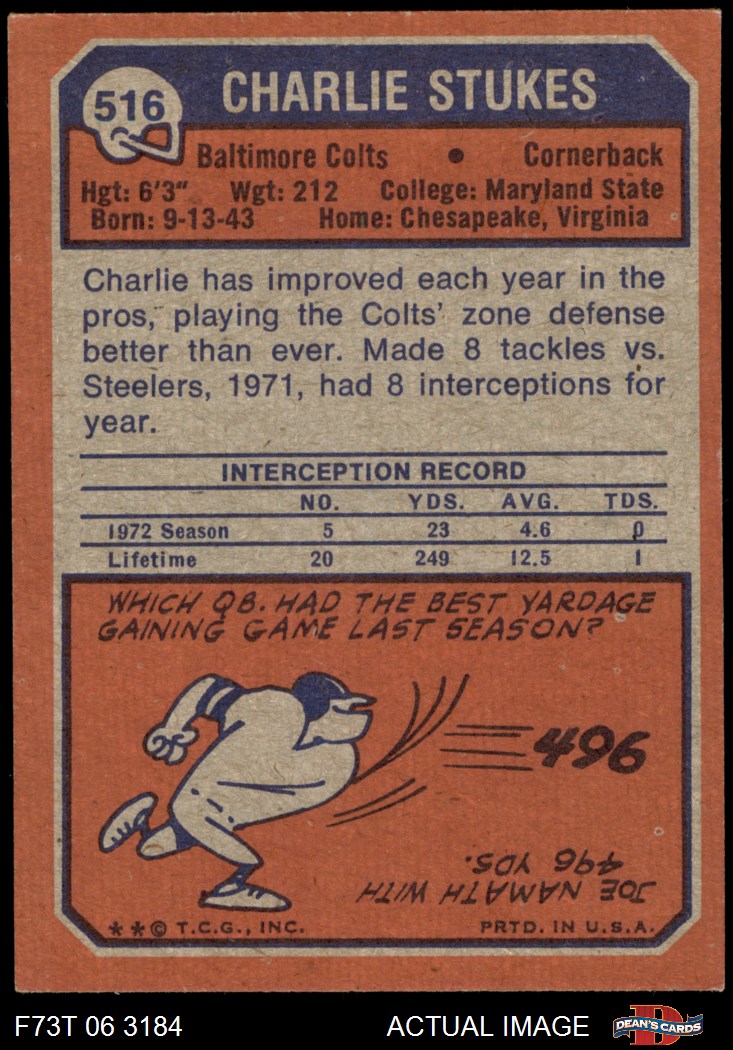 516
CHARLIE STUKES
Baltimore Colts • Cornerback
Hgt: 6'3" Wgt: 212 College: Maryland State
Born: 9-13-43 Home: Chesapeake, Virginia
Charlie has improved each year in the
pros, playing the Colts' zone defense
better than ever. Made 8 tackles vs.
Steelers, 1971, had 8 interceptions for
year.
INTERCEPTION RECORD
NO. YDS. AVG. TDS.
1972 Season 5 23 4.6 0
Lifetime 20 249 12.5 1
WHICH QB. HAD THE BEST YARDAGE
GAINING GAME LAST SEASON?
496
JOE NAMATH WITH
496 YDS.
**© T.C.G., INC. PRTD. IN U.S.A.
F73T 06 3184 ACTUAL IMAGE
D
DEAN'S CARDS